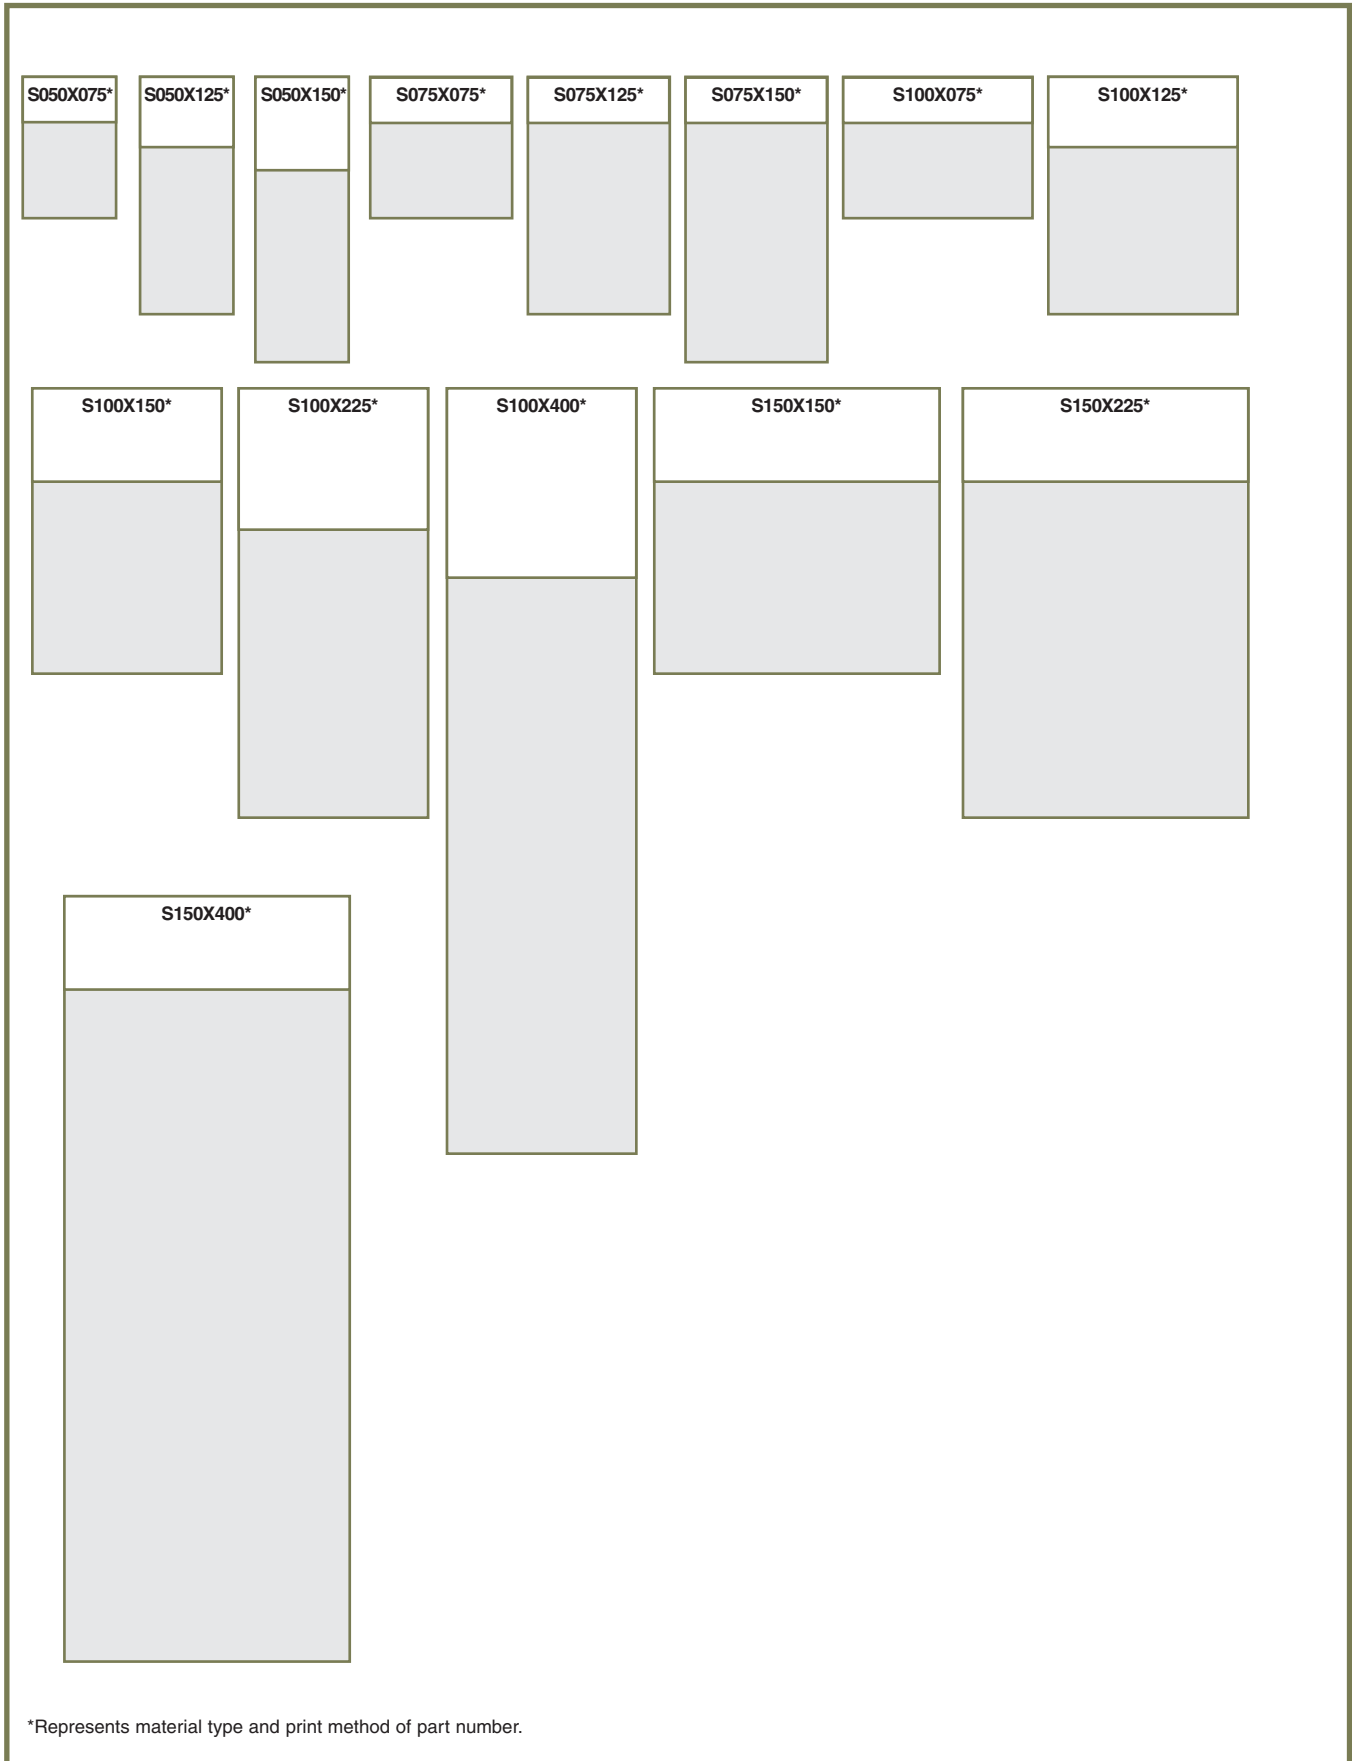 S050X075*
S050X125*
S050X150*
S075X075*
S075X125*
S075X150*
S100X075*
S100X125*
S100X150*
S100X225*
S100X400*
S150X150*
S150X225*
S150X400*
*Represents material type and print method of part number.